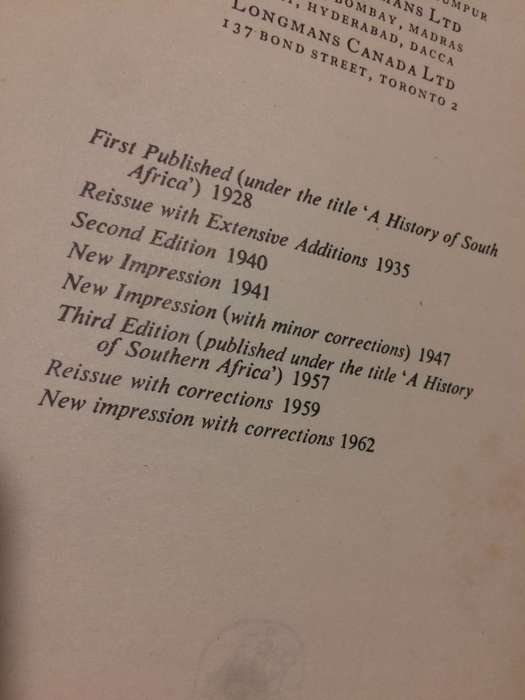 MANS LTD
BOMBAY, MADRAS
HYDERABAD, DACCA
LONGMANS CANADA LTD
137 BOND STREET, TORONTO 2
First Published (under the title ‘A History of South
Africa’) 1928
Reissue with Extensive Additions 1935
Second Edition 1940
New Impression 1941
New Impression (with minor corrections) 1947
Third Edition (published under the title ‘A History
of Southern Africa’) 1957
Reissue with corrections 1959
New impression with corrections 1962